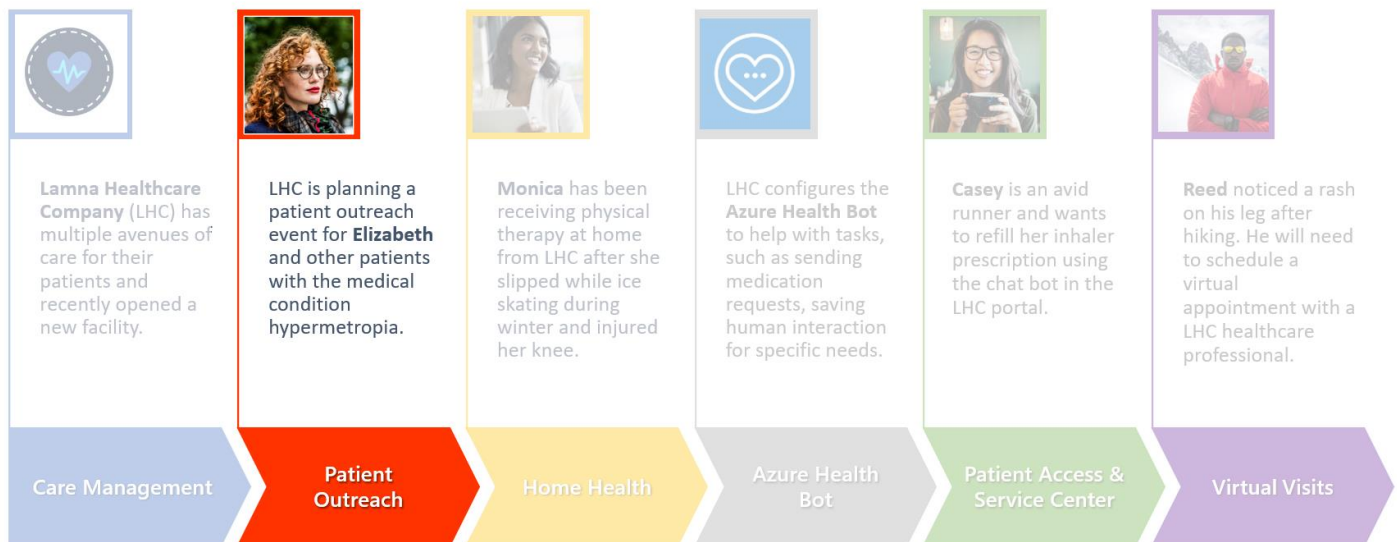 Lamna Healthcare
Company (LHC) has
multiple avenues of
care for their
patients and
recently opened a
new facility.
LHC is planning a
patient outreach
event for Elizabeth
and other patients
with the medical
condition
hypermetropia.
Monica has been
receiving physical
therapy at home
from LHC after she
slipped while ice
skating during
winter and injured
her knee.
LHC configures the
Azure Health Bot
to help with tasks,
such as sending
medication
requests, saving
human interaction
for specific needs.
Casey is an avid
runner and wants
to refill her inhaler
prescription using
the chat bot in the
LHC portal.
Reed noticed a rash
on his leg after
hiking. He will need
to schedule a
virtual
appointment with a
LHC healthcare
professional.
Care Management
Patient
Outreach
Home Health
Azure Health
Bot
Patient Access &
Service Center
Virtual Visits